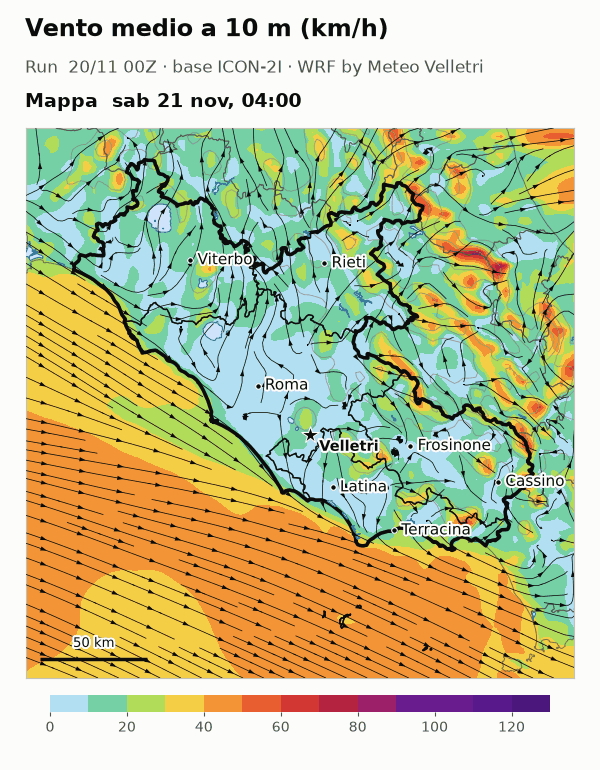 Vento medio a 10 m (km/h)
Run  20/11 00Z · base ICON-2I · WRF by Meteo Velletri
Mappa  sab 21 nov, 04:00
Viterbo
Rieti
Roma
Velletri
Frosinone
Latina
Cassino
Terracina
50 km
0 20 40 60 80 100 120